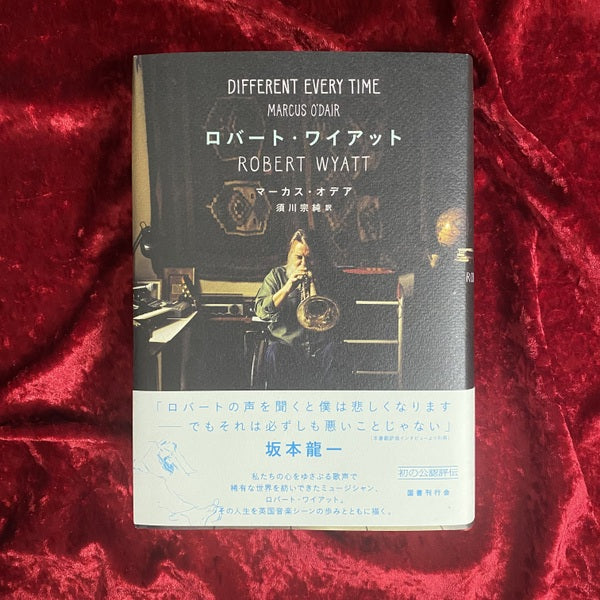 DIFFERENT EVERY TIME
MARCUS O'DAIR
ロバート・ワイアット
ROBERT WYATT
マーカス・オデア
須川宗純 訳
「ロバートの声を聞くと僕は悲しくなります
――でもそれは必ずしも悪いことじゃない」
坂本龍一
私たちの心をゆさぶる歌声で
稀有な世界を紡いできたミュージシャン、
ロバート・ワイアット。
その人生を英国音楽シーンの歩みとともに描く。
初の公認評伝
国書刊行会